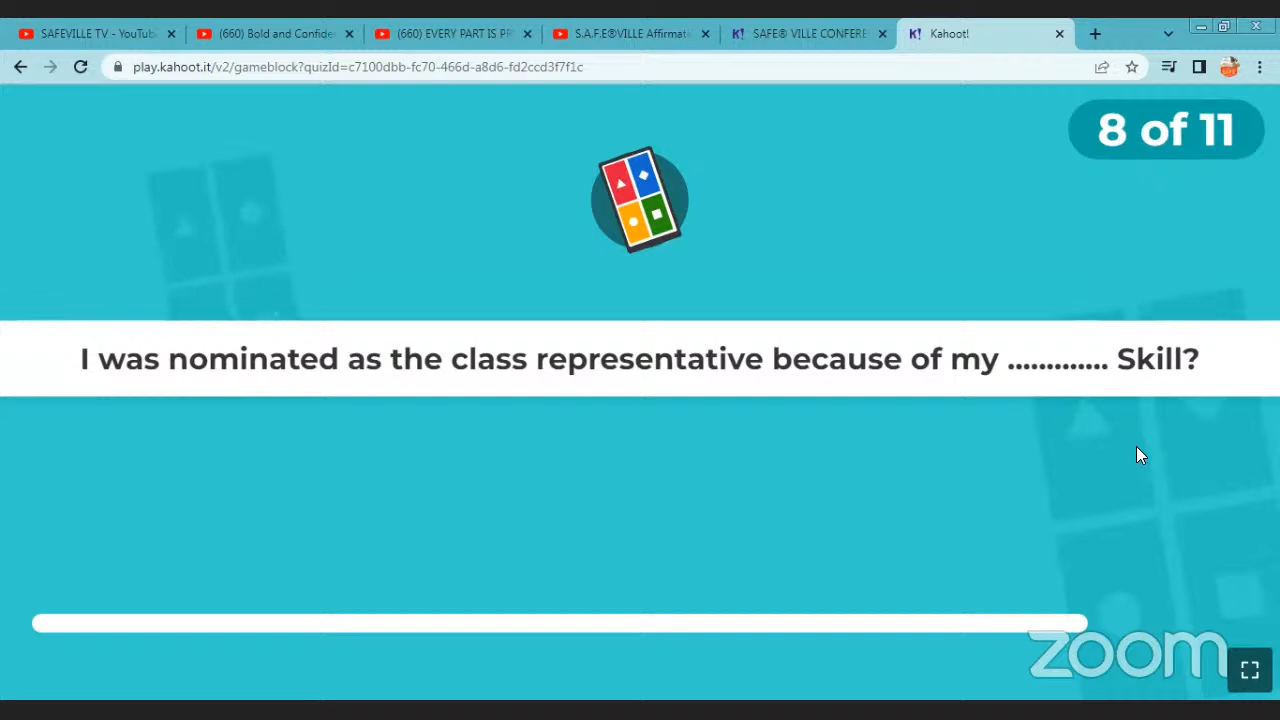 SAFEVILLE TV - YouTub
(660) Bold and Confide
(660) EVERY PART IS PR
S.A.F.E®VILLE Affirmati
K! SAFE® VILLE CONFERE
K! Kahoot!
play.kahoot.it/v2/gameblock?quizId=c7100dbb-fc70-466d-a8d6-fd2ccd3f7f1c
8 of 11
I was nominated as the class representative because of my ............. Skill?
zoom